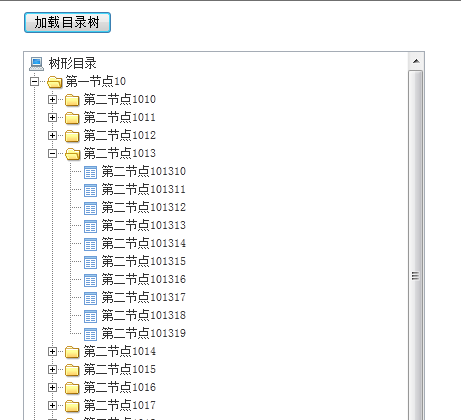 加载目录树
树形目录
第一节点10
第二节点1010
第二节点1011
第二节点1012
第二节点1013
第二节点101310
第二节点101311
第二节点101312
第二节点101313
第二节点101314
第二节点101315
第二节点101316
第二节点101317
第二节点101318
第二节点101319
第二节点1014
第二节点1015
第二节点1016
第二节点1017